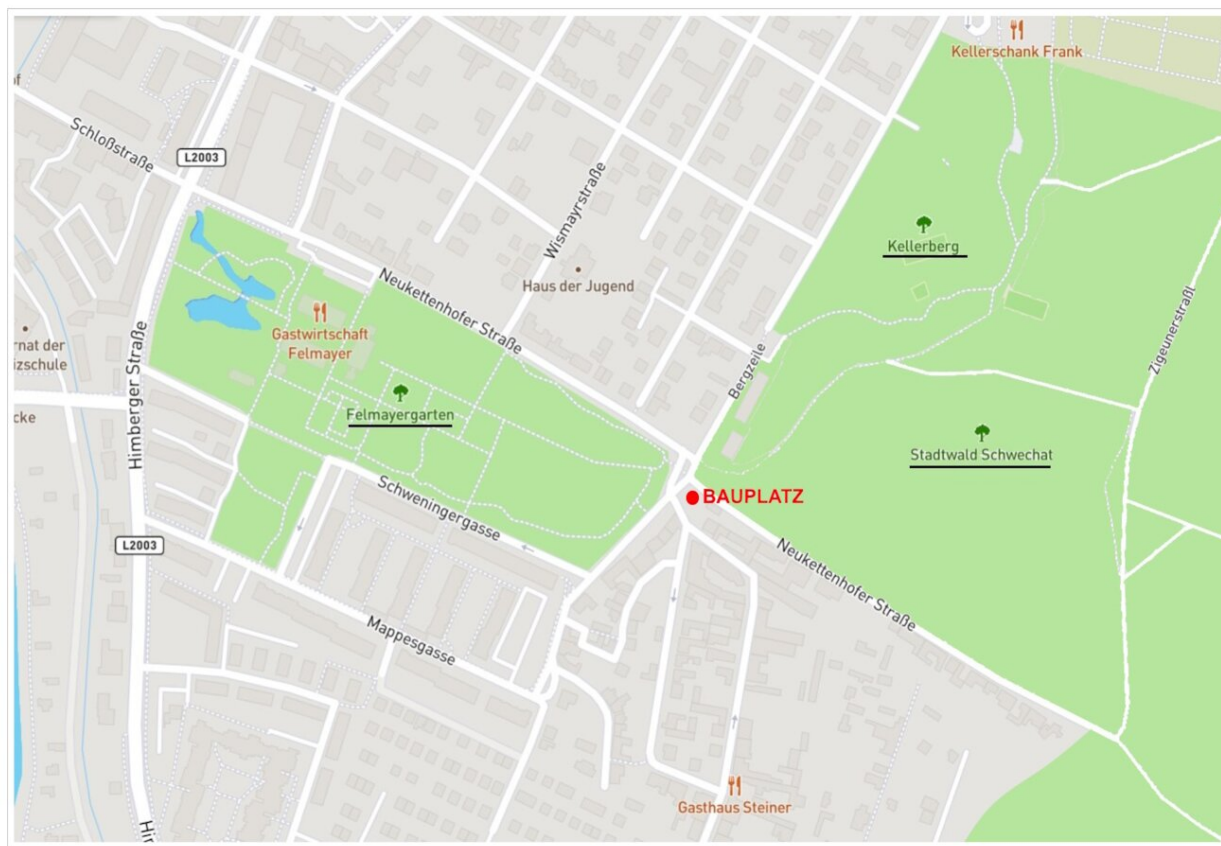 Kellerschank Frank
Schloßstraße
L2003
Wismayrstraße
Kellerberg
Haus der Jugend
Neukettenhofer Straße
Gastwirtschaft
Felmayer
Himberger Straße
Bergzeile
Zigeunerstraßl
Felmayergarten
Stadtwald Schwechat
Schweningergasse
BAUPLATZ
L2003
Neukettenhofer Straße
Mappesgasse
Gasthaus Steiner